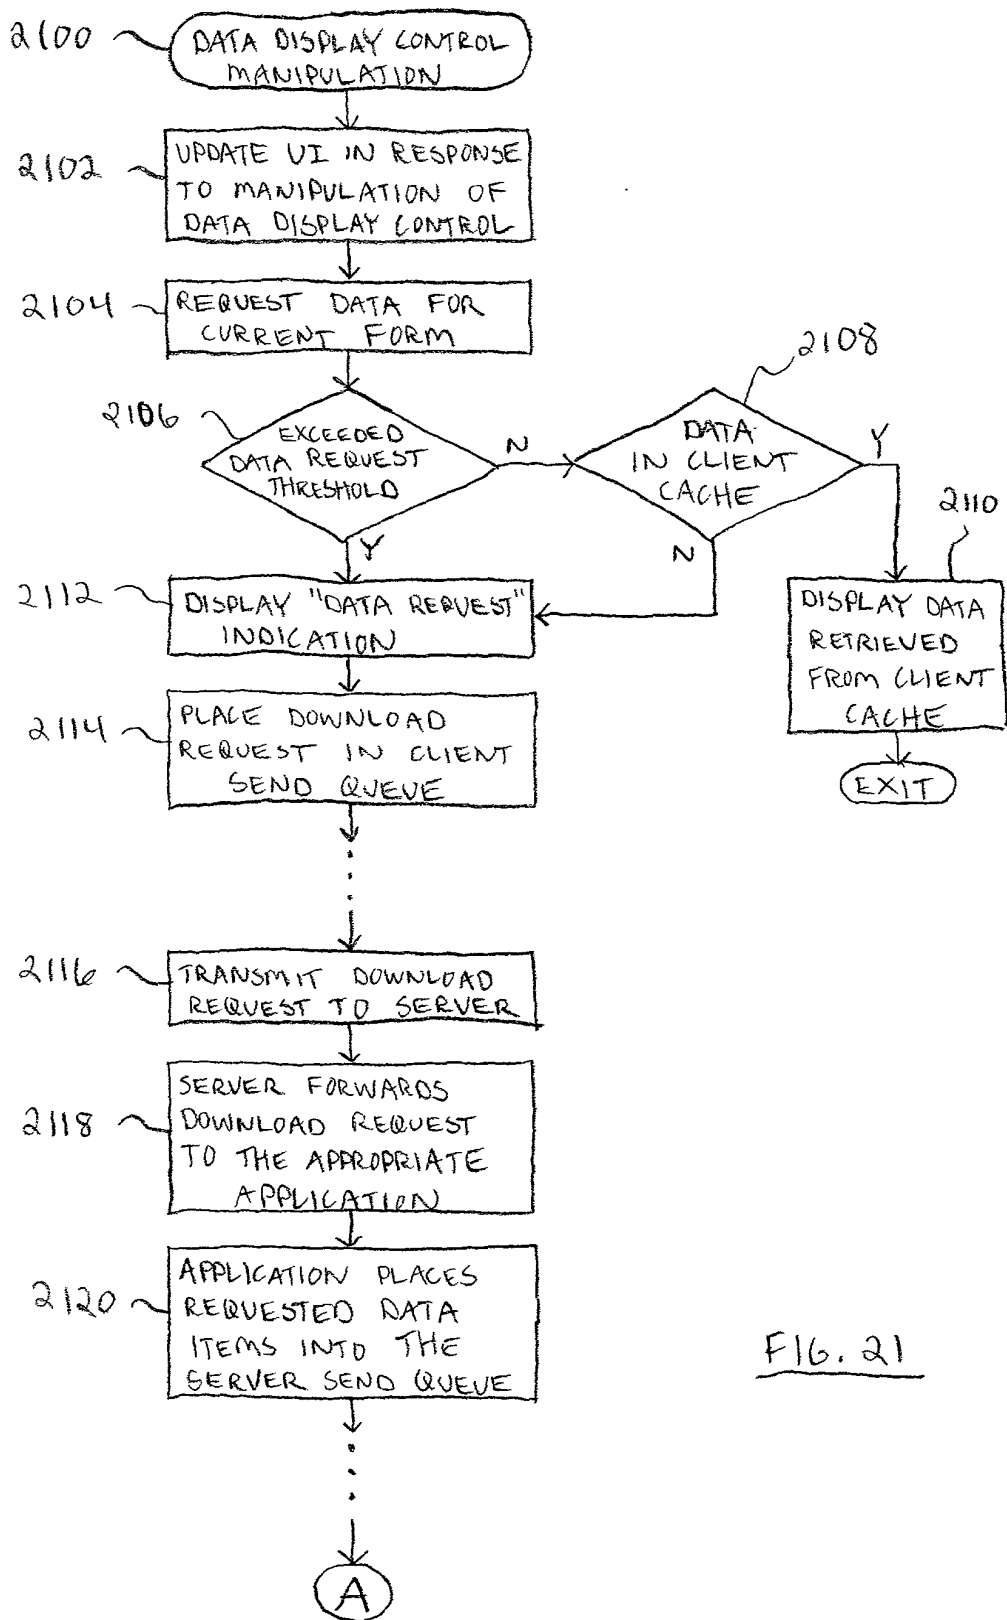 2100
DATA DISPLAY CONTROL
MANIPULATION
2102
UPDATE UI IN RESPONSE
TO MANIPULATION OF
DATA DISPLAY CONTROL
2104
REQUEST DATA FOR
CURRENT FORM
2106
EXCEEDED
DATA REQUEST
THRESHOLD
N
Y
2108
DATA
IN CLIENT
CACHE
Y
N
2110
DISPLAY DATA
RETRIEVED
FROM CLIENT
CACHE
EXIT
2112
DISPLAY "DATA REQUEST"
INDICATION
2114
PLACE DOWNLOAD
REQUEST IN CLIENT
SEND QUEUE
2116
TRANSMIT DOWNLOAD
REQUEST TO SERVER
2118
SERVER FORWARDS
DOWNLOAD REQUEST
TO THE APPROPRIATE
APPLICATION
2120
APPLICATION PLACES
REQUESTED DATA
ITEMS INTO THE
SERVER SEND QUEUE
FIG. 21
A